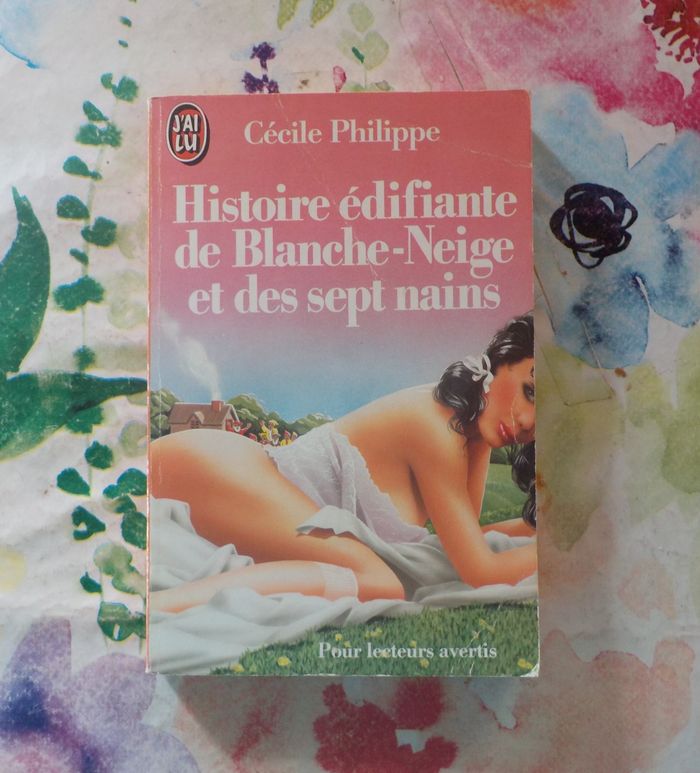 J'AI
LU
Cécile Philippe
Histoire édifiante
de Blanche-Neige
et des sept nains
Pour lecteurs avertis